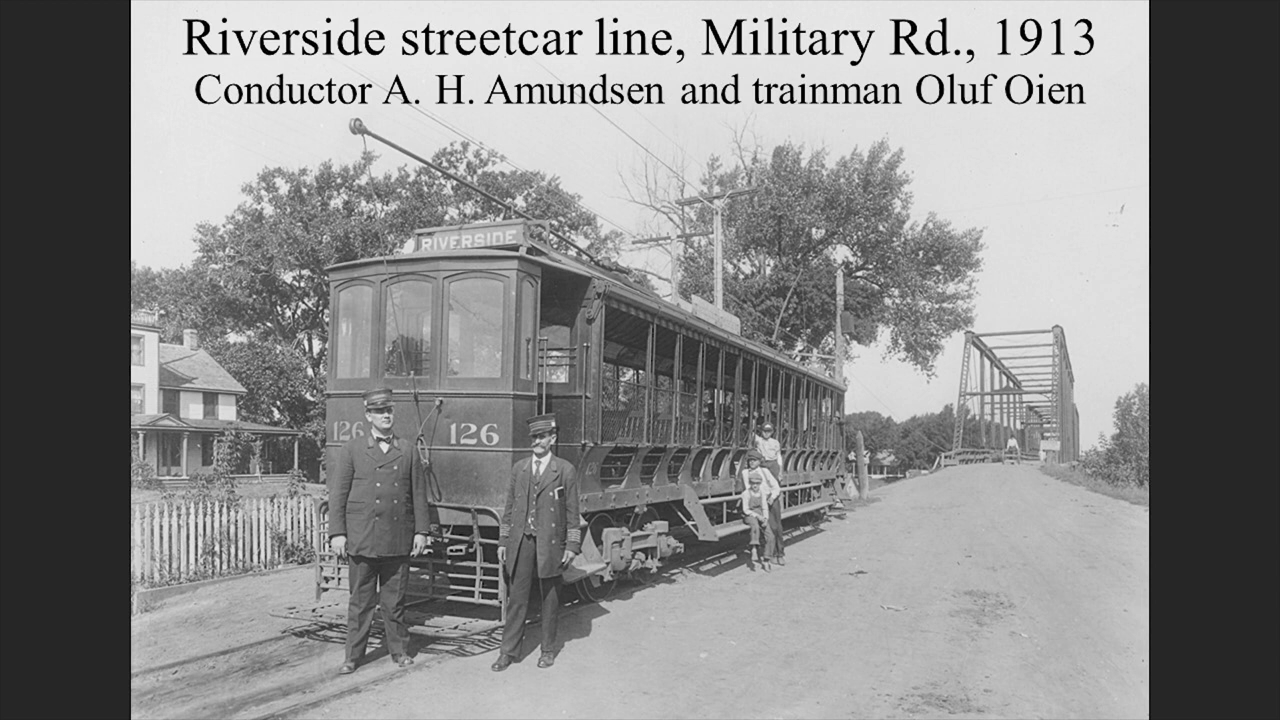 Riverside streetcar line, Military Rd., 1913
Conductor A. H. Amundsen and trainman Oluf Oien
RIVERSIDE
126
126